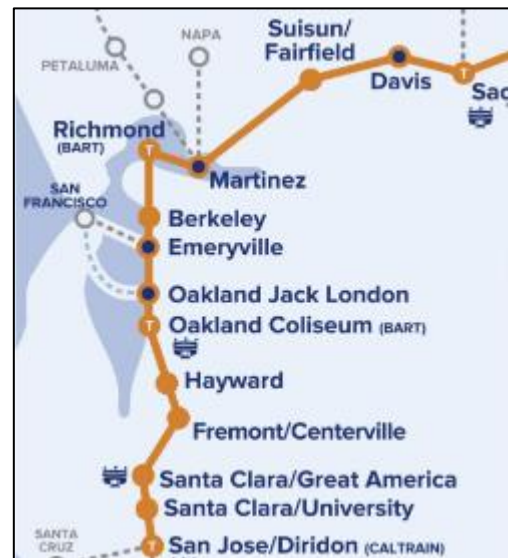 Suisun/
Fairfield
NAPA
PETALUMA
Davis
Sac
Richmond
(BART)
T
T
Martinez
SAN
FRANCISCO
Berkeley
Emeryville
Oakland Jack London
T
Oakland Coliseum (BART)
Hayward
Fremont/Centerville
Santa Clara/Great America
Santa Clara/University
SANTA
CRUZ
T
San Jose/Diridon (CALTRAIN)